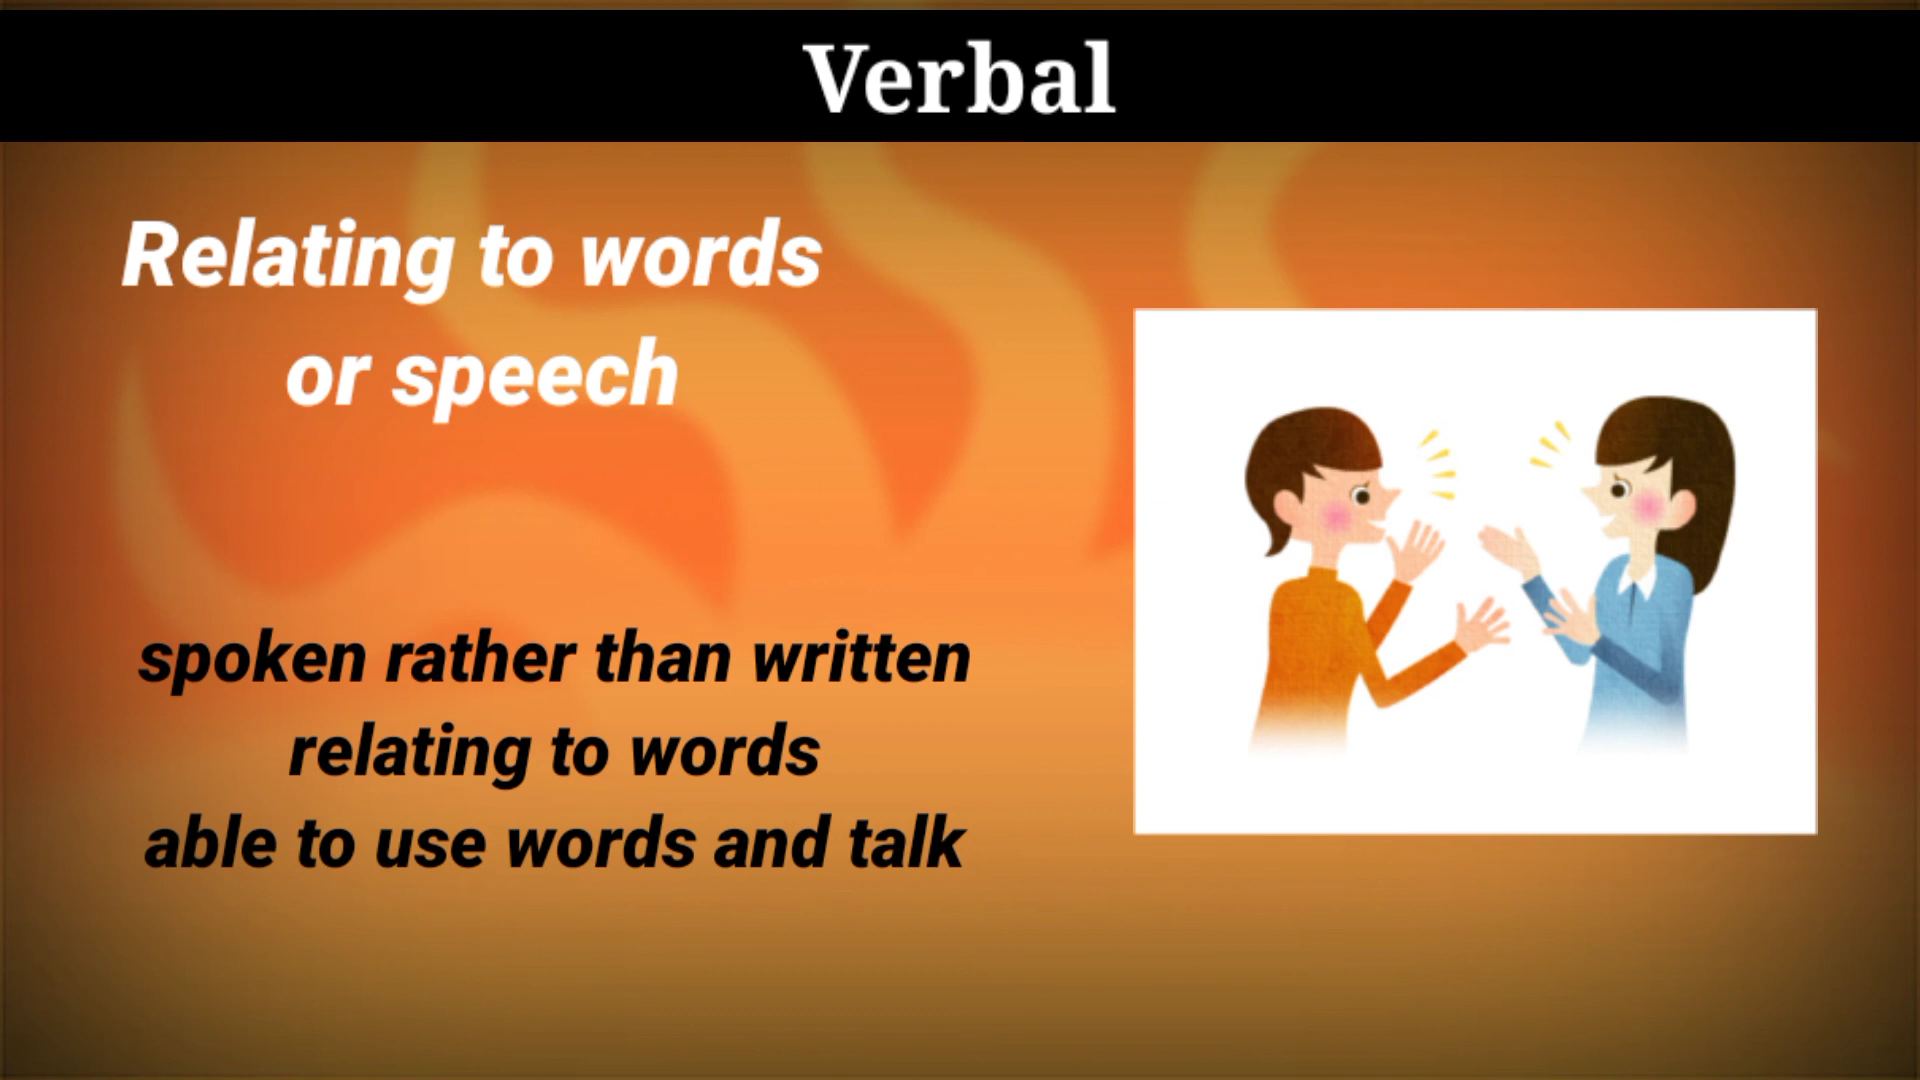 Verbal
Relating to words
or speech
spoken rather than written
relating to words
able to use words and talk